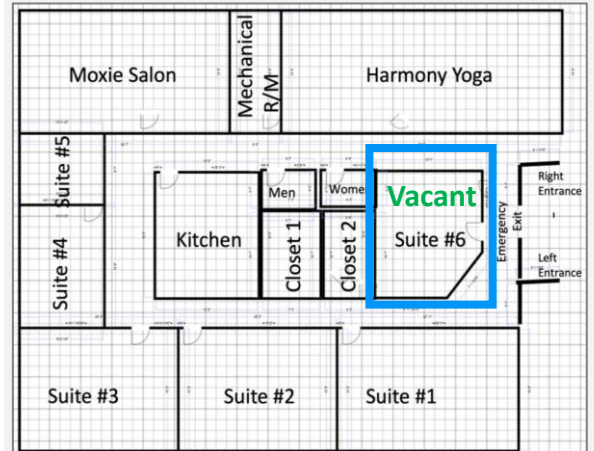 Moxie Salon
Mechanical
R/M
Harmony Yoga
Suite #5
Men
Wome
Vacant
Right
Entrance
Suite #4
Kitchen
Closet 1
Closet 2
Suite #6
Emergency
Exit
Left
Entrance
Suite #3
Suite #2
Suite #1